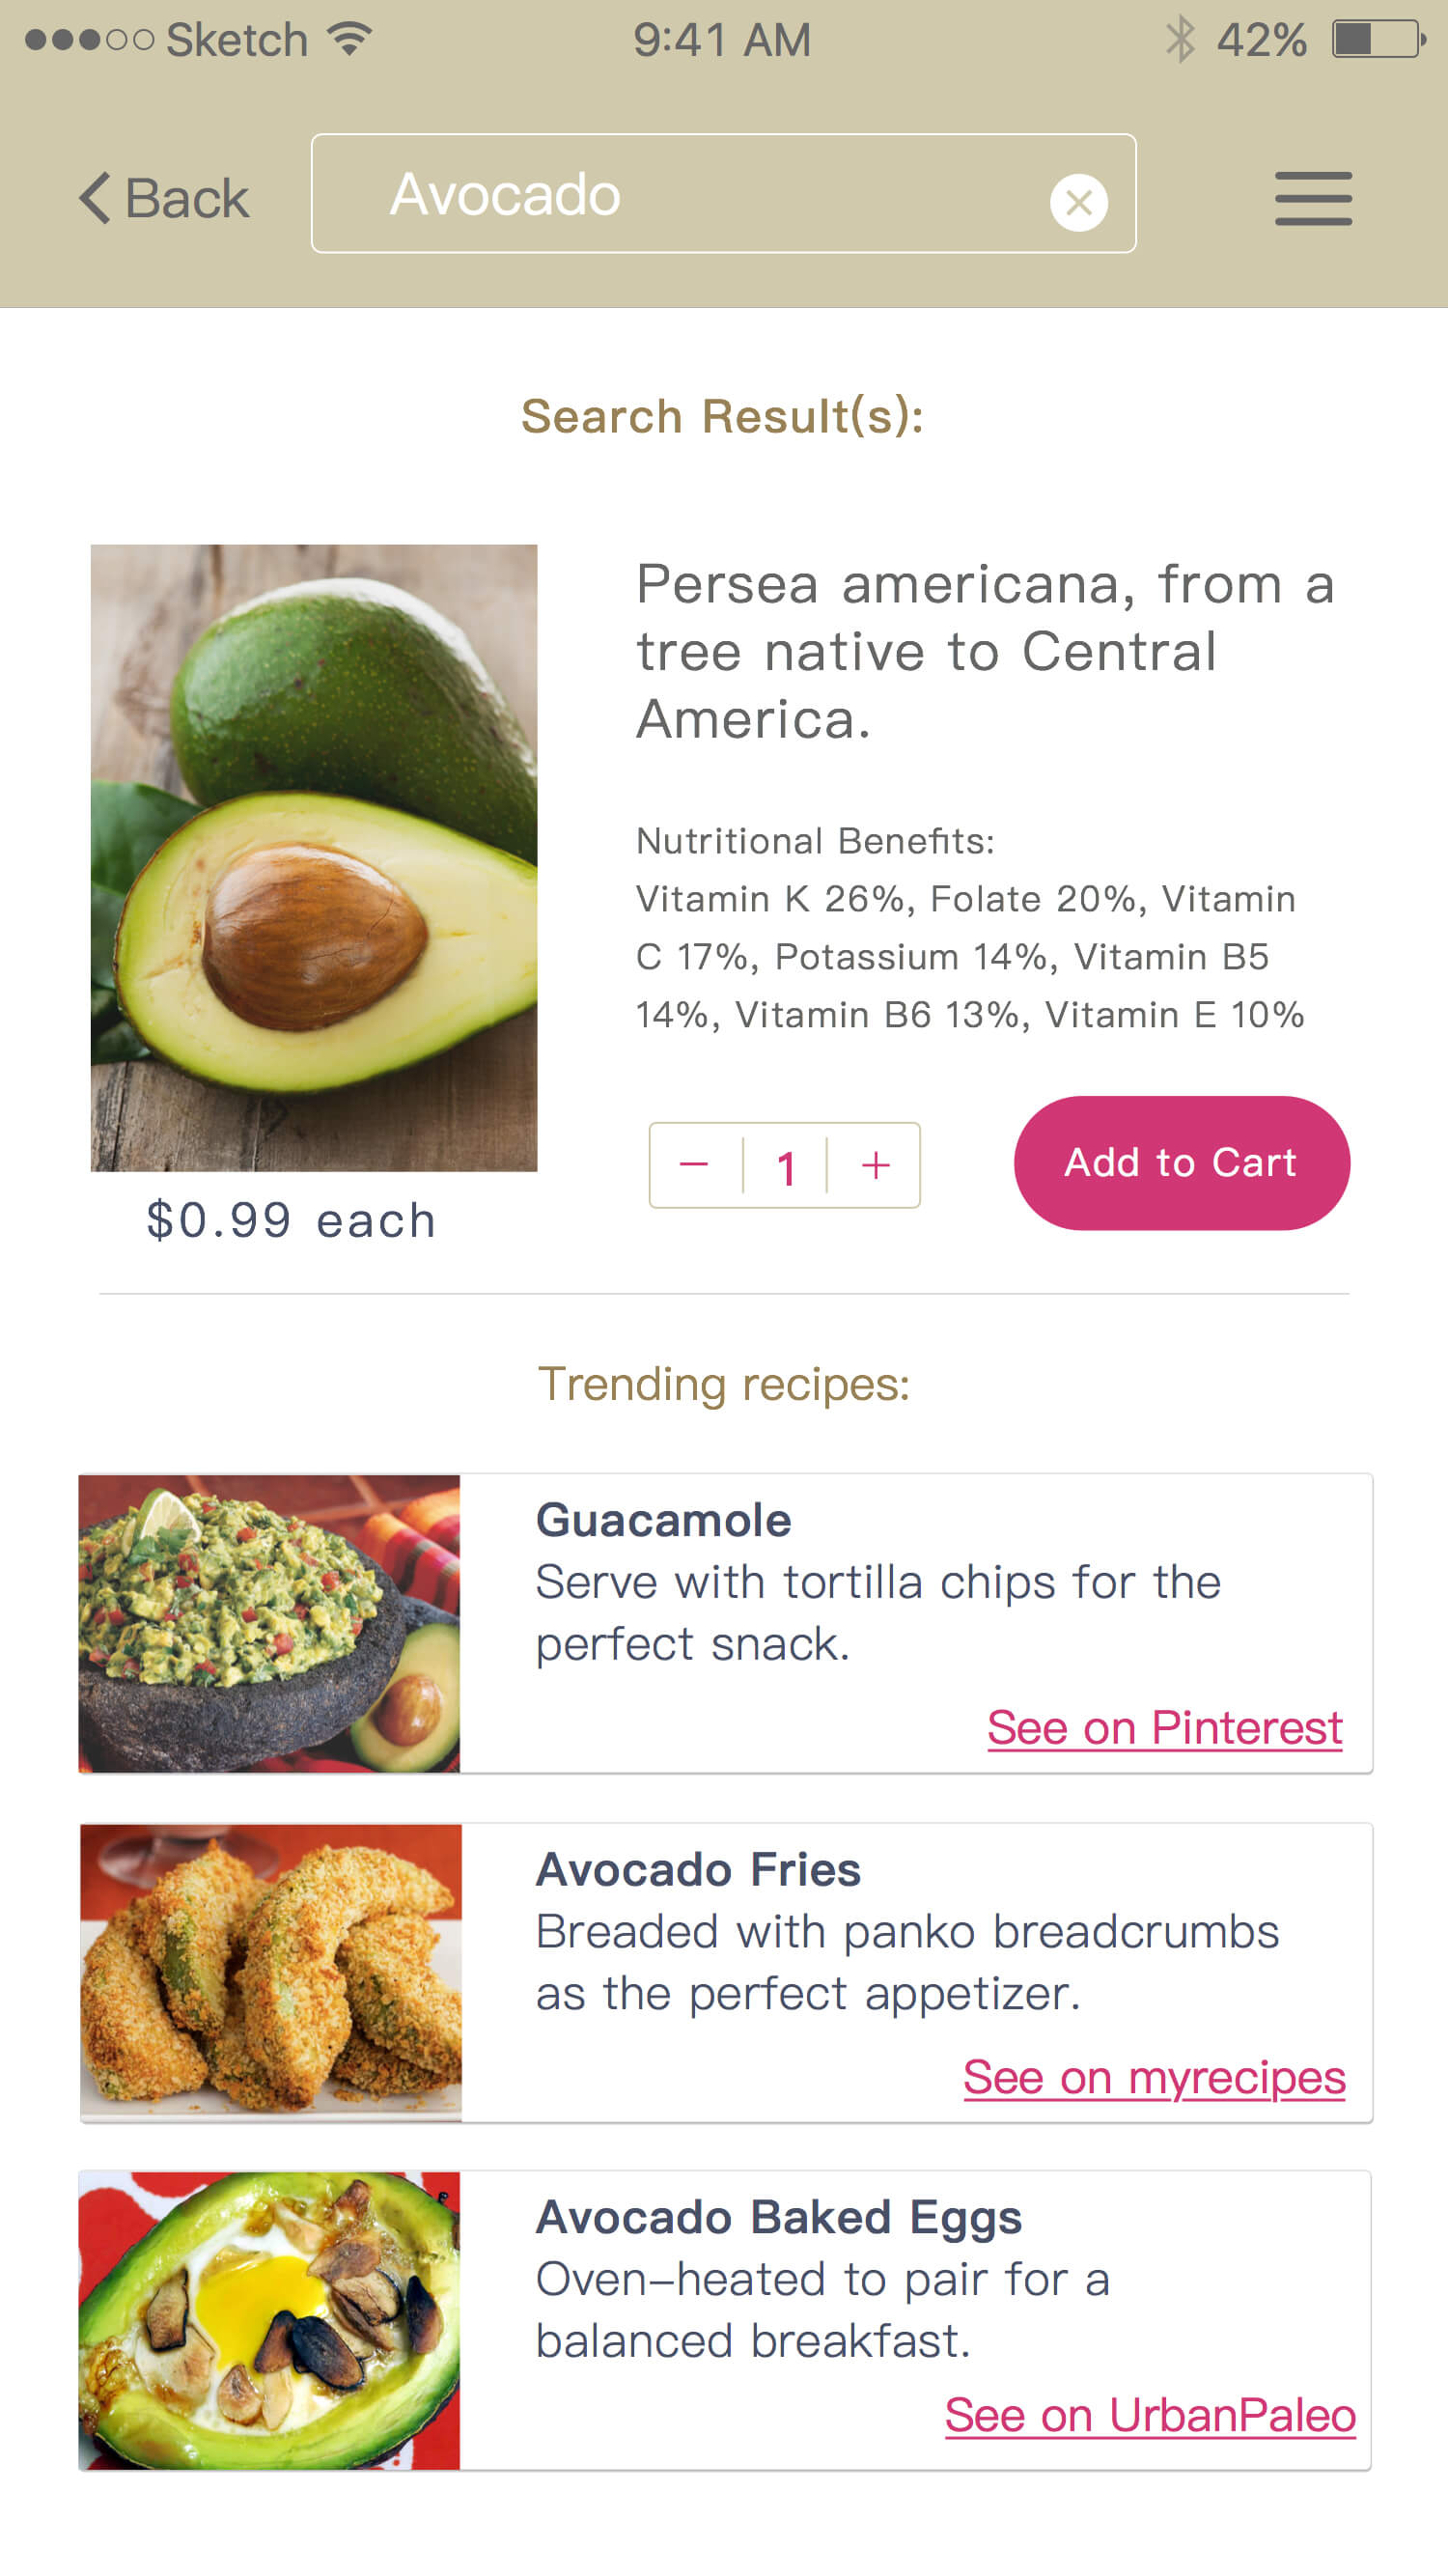 Sketch
9:41 AM
42%
Back
Avocado
Search Result(s):
Persea americana, from a
tree native to Central
America.
Nutritional Benefits:
Vitamin K 26%, Folate 20%, Vitamin
C 17%, Potassium 14%, Vitamin B5
14%, Vitamin B6 13%, Vitamin E 10%
− 1 +
Add to Cart
$0.99 each
Trending recipes:
Guacamole
Serve with tortilla chips for the
perfect snack.
See on Pinterest
Avocado Fries
Breaded with panko breadcrumbs
as the perfect appetizer.
See on myrecipes
Avocado Baked Eggs
Oven–heated to pair for a
balanced breakfast.
See on UrbanPaleo